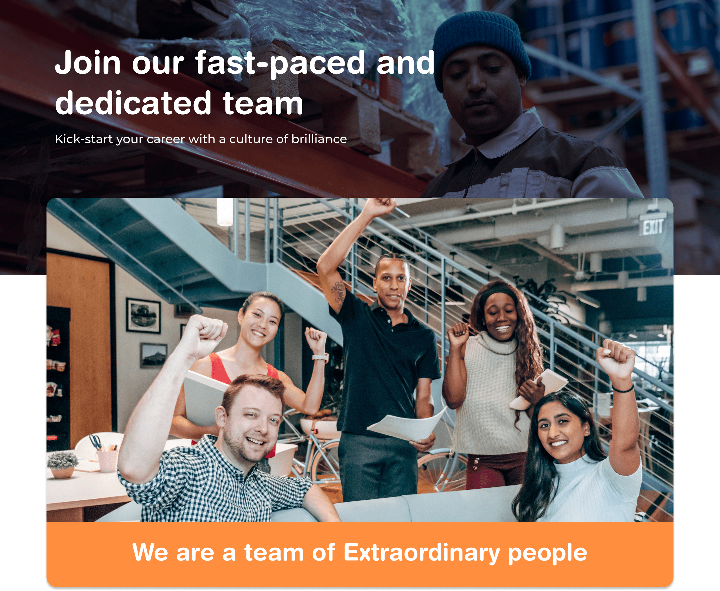 Join our fast-paced and
dedicated team
Kick-start your career with a culture of brilliance
EXIT
We are a team of Extraordinary people